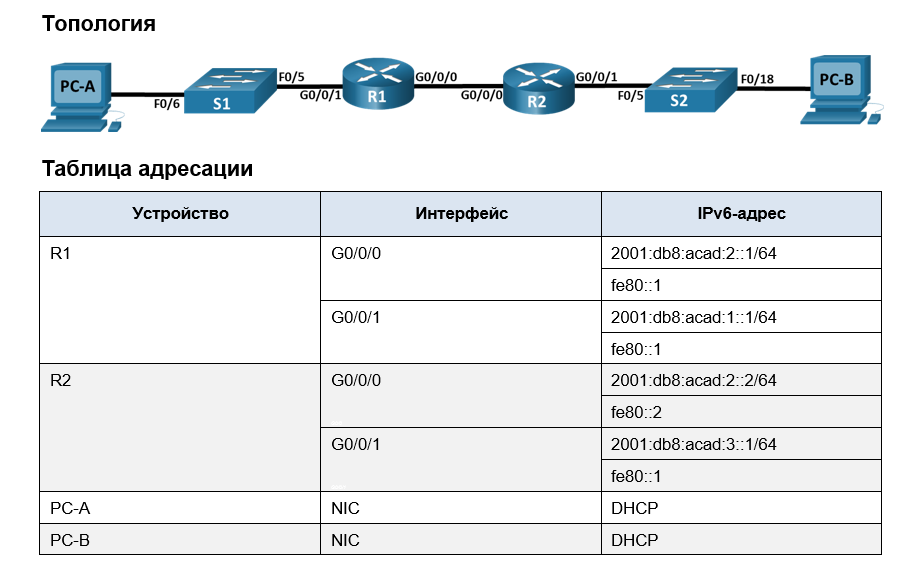 Топология
PC-A
F0/6
S1
F0/5
G0/0/1
R1
G0/0/0
G0/0/0
R2
G0/0/1
F0/5
S2
F0/18
PC-B
Таблица адресации
Устройство Интерфейс IPv6-адрес
R1 G0/0/0 2001:db8:acad:2::1/64
fe80::1
G0/0/1 2001:db8:acad:1::1/64
fe80::1
R2 G0/0/0 2001:db8:acad:2::2/64
fe80::2
G0/0/1 2001:db8:acad:3::1/64
fe80::1
PC-A NIC DHCP
PC-B NIC DHCP